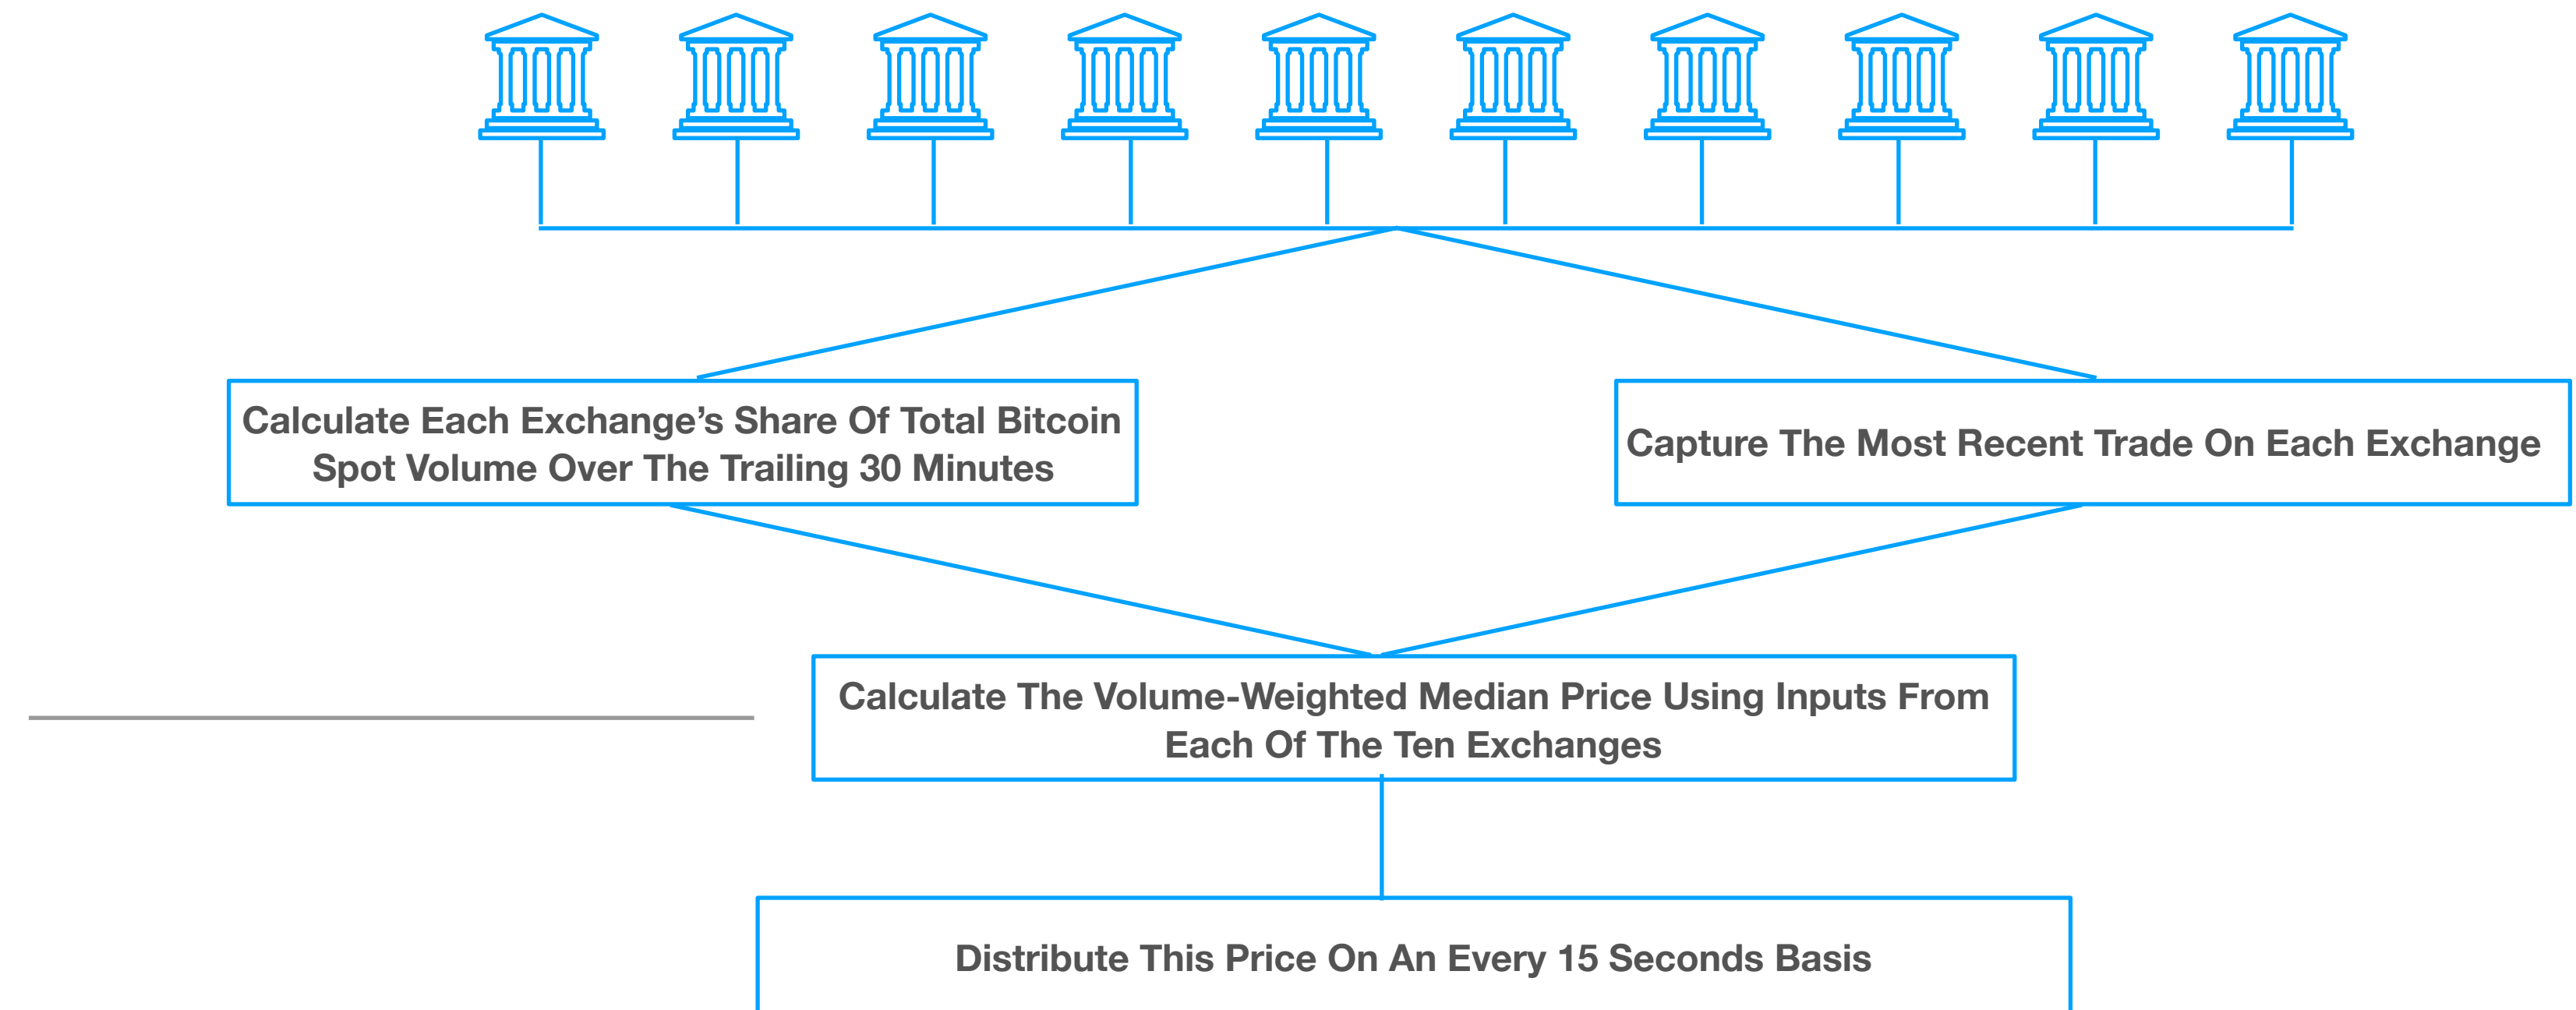 Calculate Each Exchange’s Share Of Total Bitcoin
Spot Volume Over The Trailing 30 Minutes
Capture The Most Recent Trade On Each Exchange
Calculate The Volume-Weighted Median Price Using Inputs From
Each Of The Ten Exchanges
Distribute This Price On An Every 15 Seconds Basis